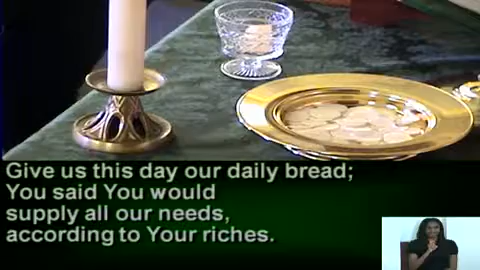 Give us this day our daily bread;
You said You would
supply all our needs,
according to Your riches.